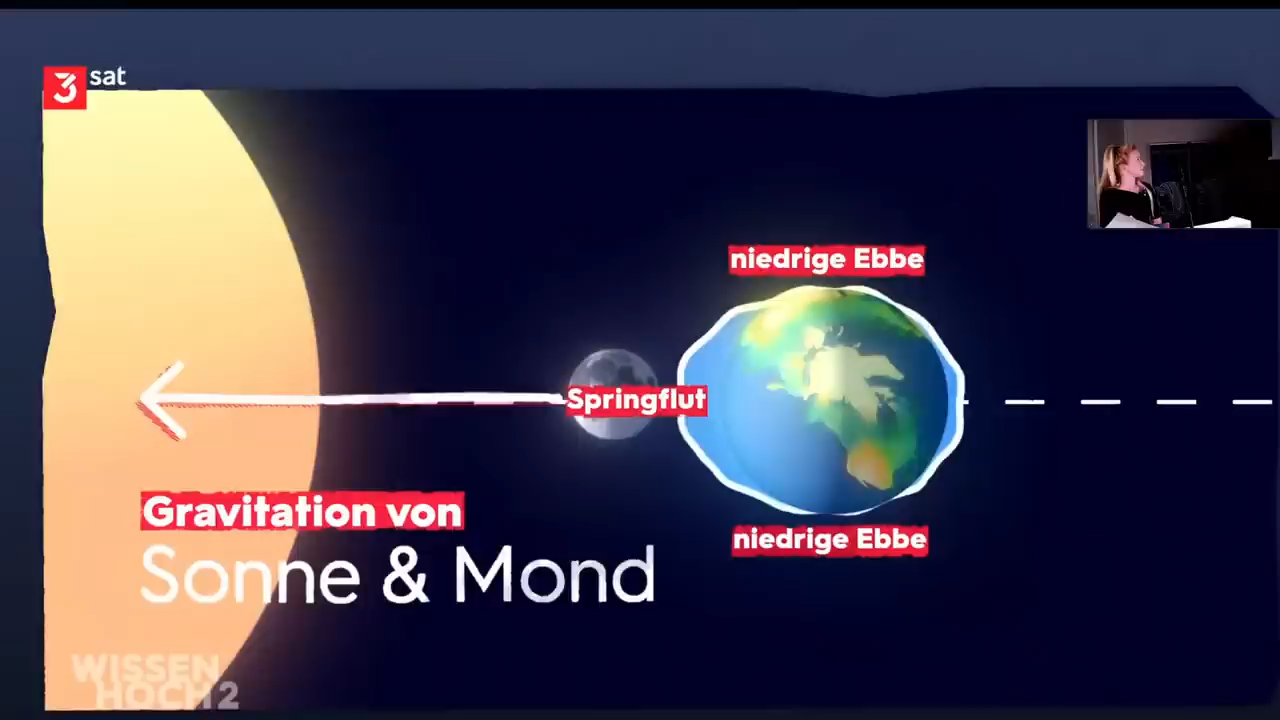 3sat
niedrige Ebbe
Springflut
Gravitation von
Sonne & Mond
niedrige Ebbe
WISSEN
HOCH2